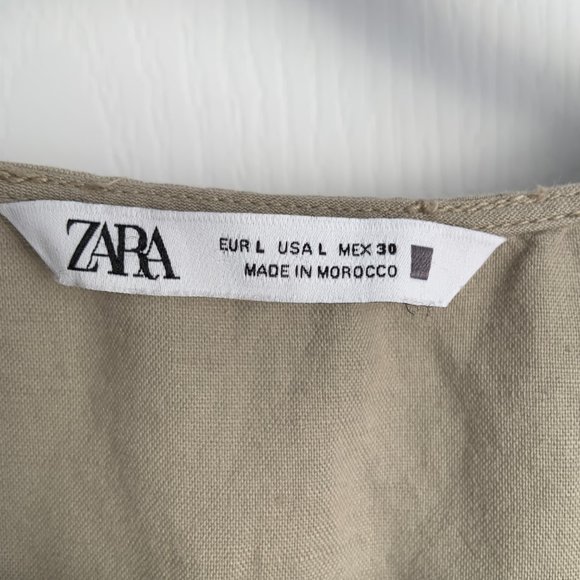 ZARA
EUR L USA L MEX 30
MADE IN MOROCCO